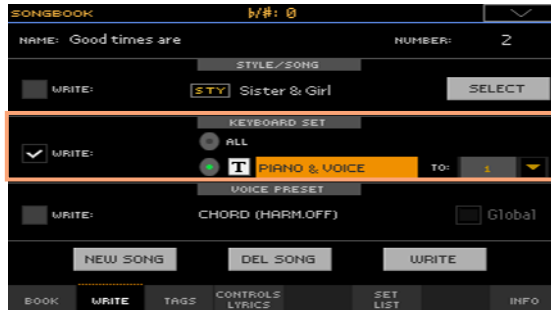 SONGBOOK b/#: 0
NAME: Good times are NUMBER: 2
STYLE/SONG
WRITE: STY Sister & Girl SELECT
KEYBOARD SET
ALL
WRITE: T PIANO & VOICE TO: 1
VOICE PRESET
WRITE: CHORD (HARM.OFF) Global
NEW SONG DEL SONG WRITE
BOOK WRITE TAGS CONTROLS LYRICS SET LIST INFO